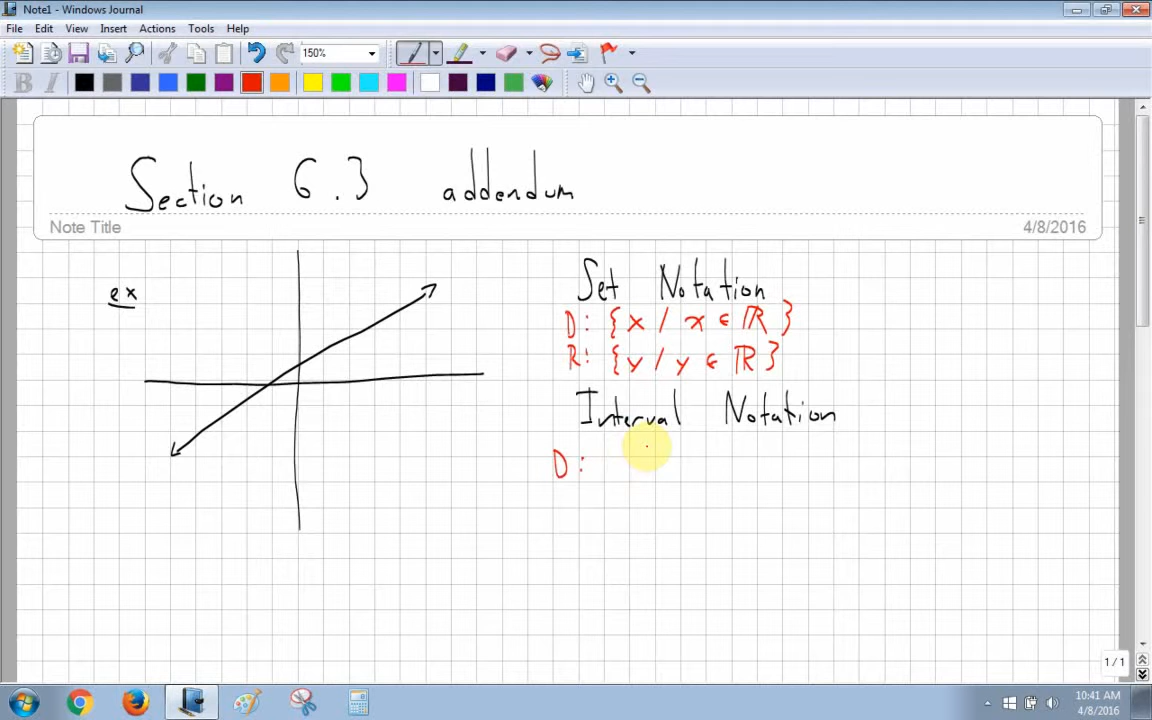 Note1 - Windows Journal
File Edit View Insert Actions Tools Help
150%
B I
Section 6.3 addendum
Note Title
4/8/2016
ex
Set Notation
D: {x / x ∈ ℝ}
R: {y / y ∈ ℝ}
Interval Notation
D:
1/1
10:41 AM
4/8/2016